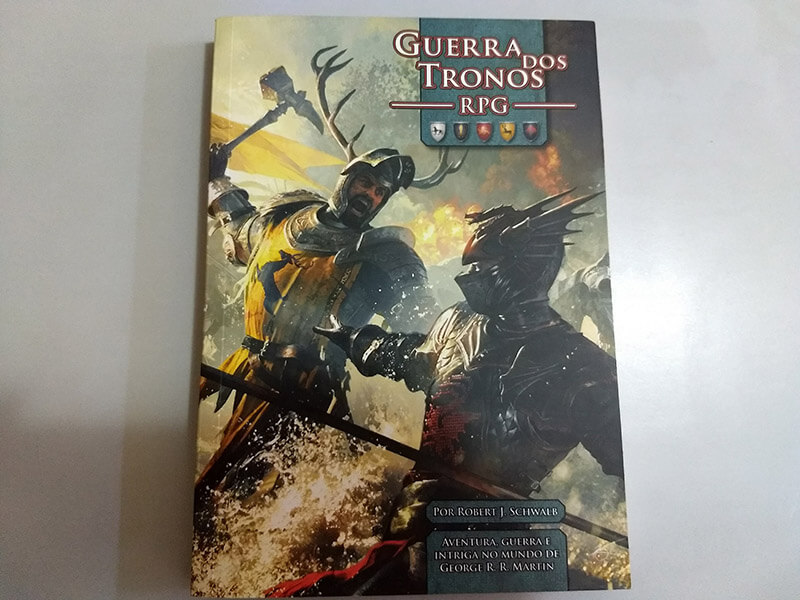 GUERRA
DOS
TRONOS
RPG
POR ROBERT J. SCHWALB
AVENTURA, GUERRA E
INTRIGA NO MUNDO DE
GEORGE R. R. MARTIN